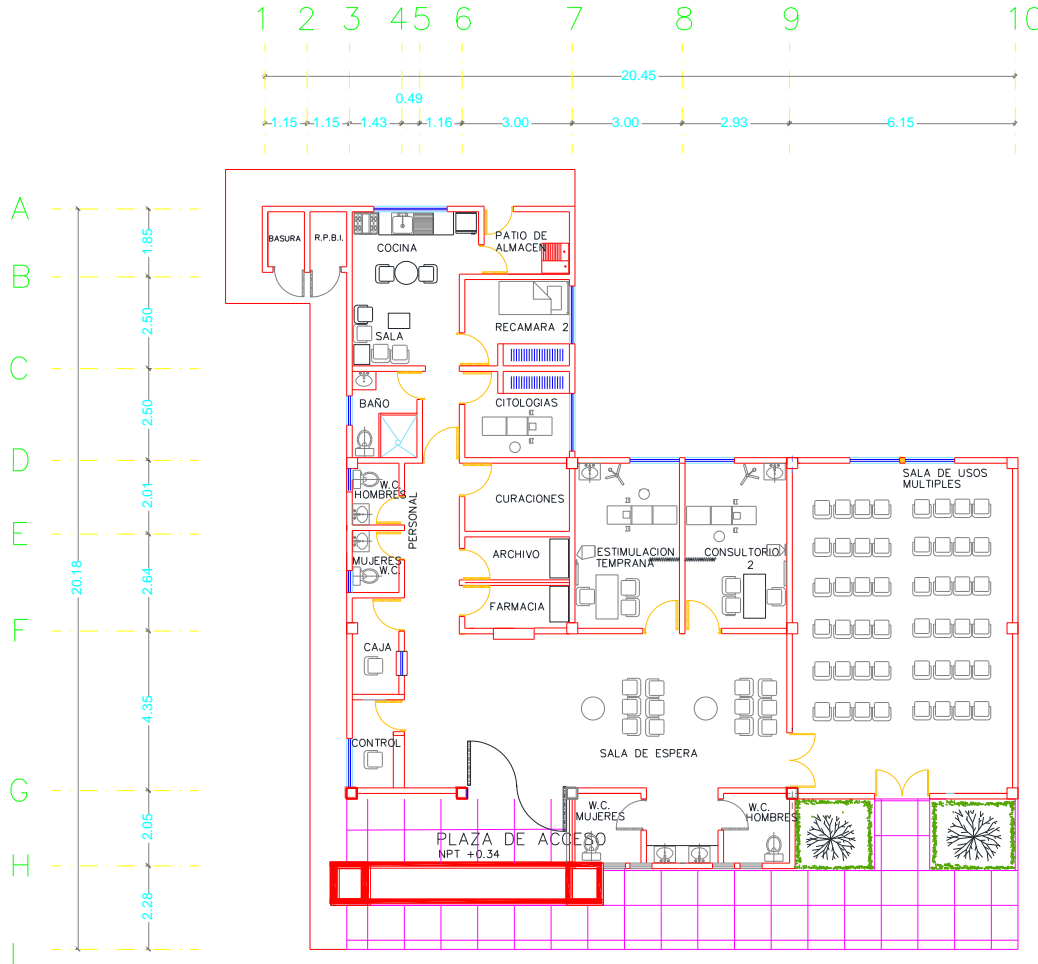 1 2 3 4 5 6 7 8 9 10
20.45
0.49
1.15 1.15 1.43 1.16 3.00 3.00 2.93 6.15
A
B
C
D
E
F
G
H
I
20.18
1.85
2.50
2.50
2.01
2.64
4.35
2.05
2.28
BASURA
R.P.B.I.
COCINA
PATIO DE
ALMACEN
SALA
RECAMARA 2
BAÑO
CITOLOGIAS
W.C.
HOMBRES
PERSONAL
CURACIONES
MUJERES
W.C.
ARCHIVO
FARMACIA
ESTIMULACION
TEMPRANA
CONSULTORIO
2
SALA DE USOS
MULTIPLES
CAJA
CONTROL
SALA DE ESPERA
W.C.
MUJERES
W.C.
HOMBRES
PLAZA DE ACCESO
NPT +0.34